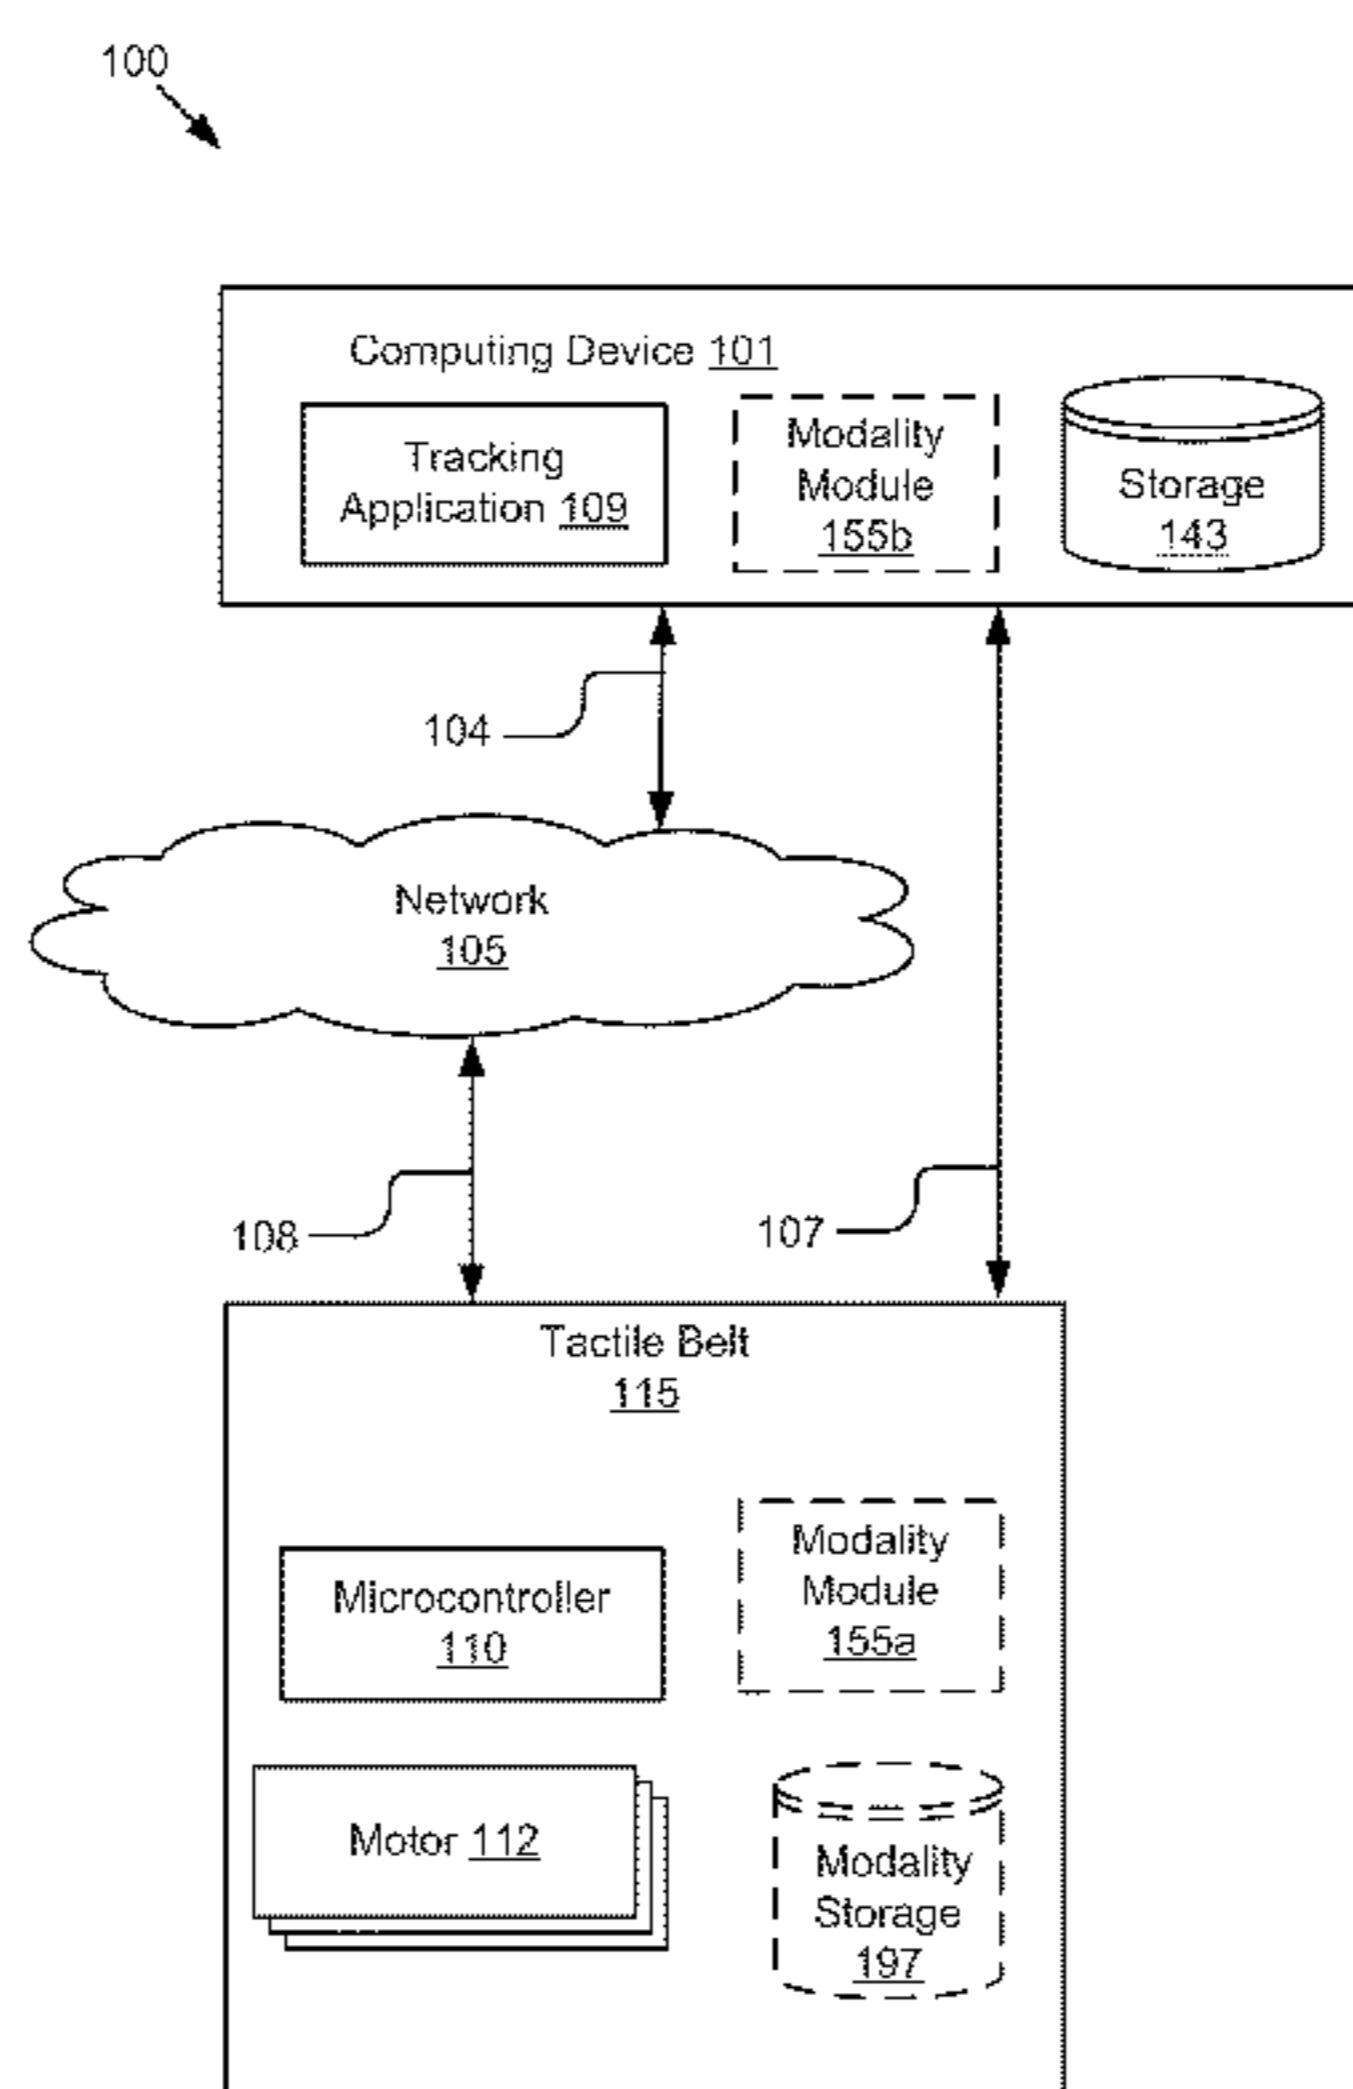 100
Computing Device 101
Tracking
Application 109
Modality
Module
155b
Storage
143
104
Network
105
108
107
Tactile Belt
115
Microcontroller
110
Modality
Module
155a
Motor 112
Modality
Storage
197